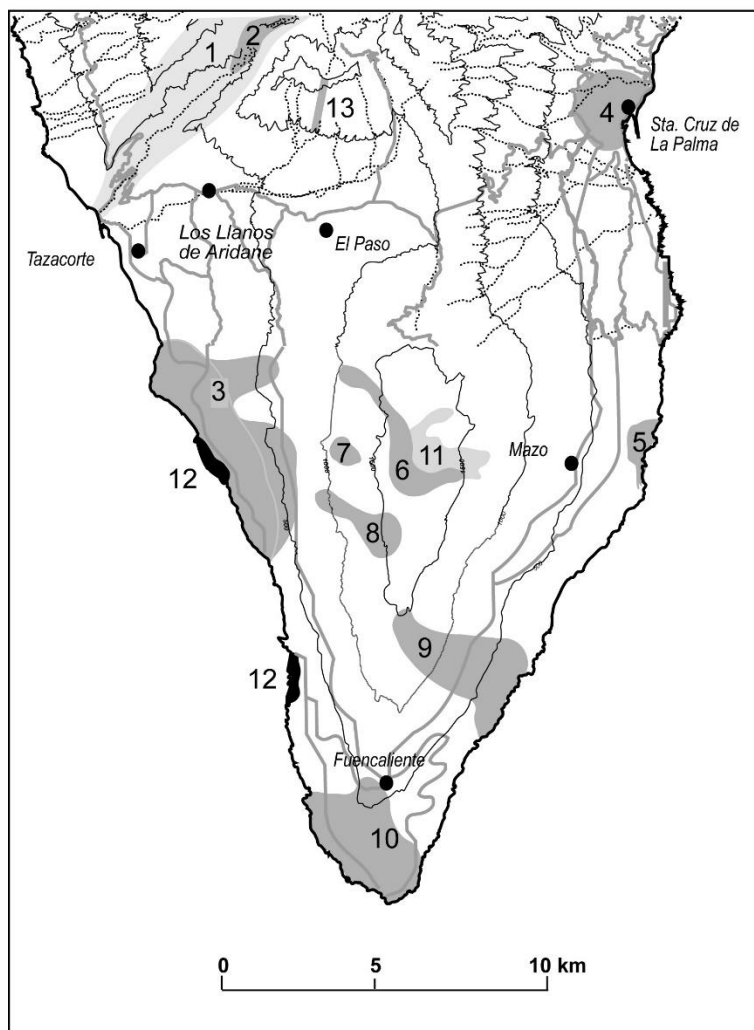 1
2
13
4
Sta. Cruz de
La Palma
Los Llanos
de Aridane
El Paso
Tazacorte
3
12
7
6
11
Mazo
5
8
9
12
Fuencaliente
10
0
5
10 km